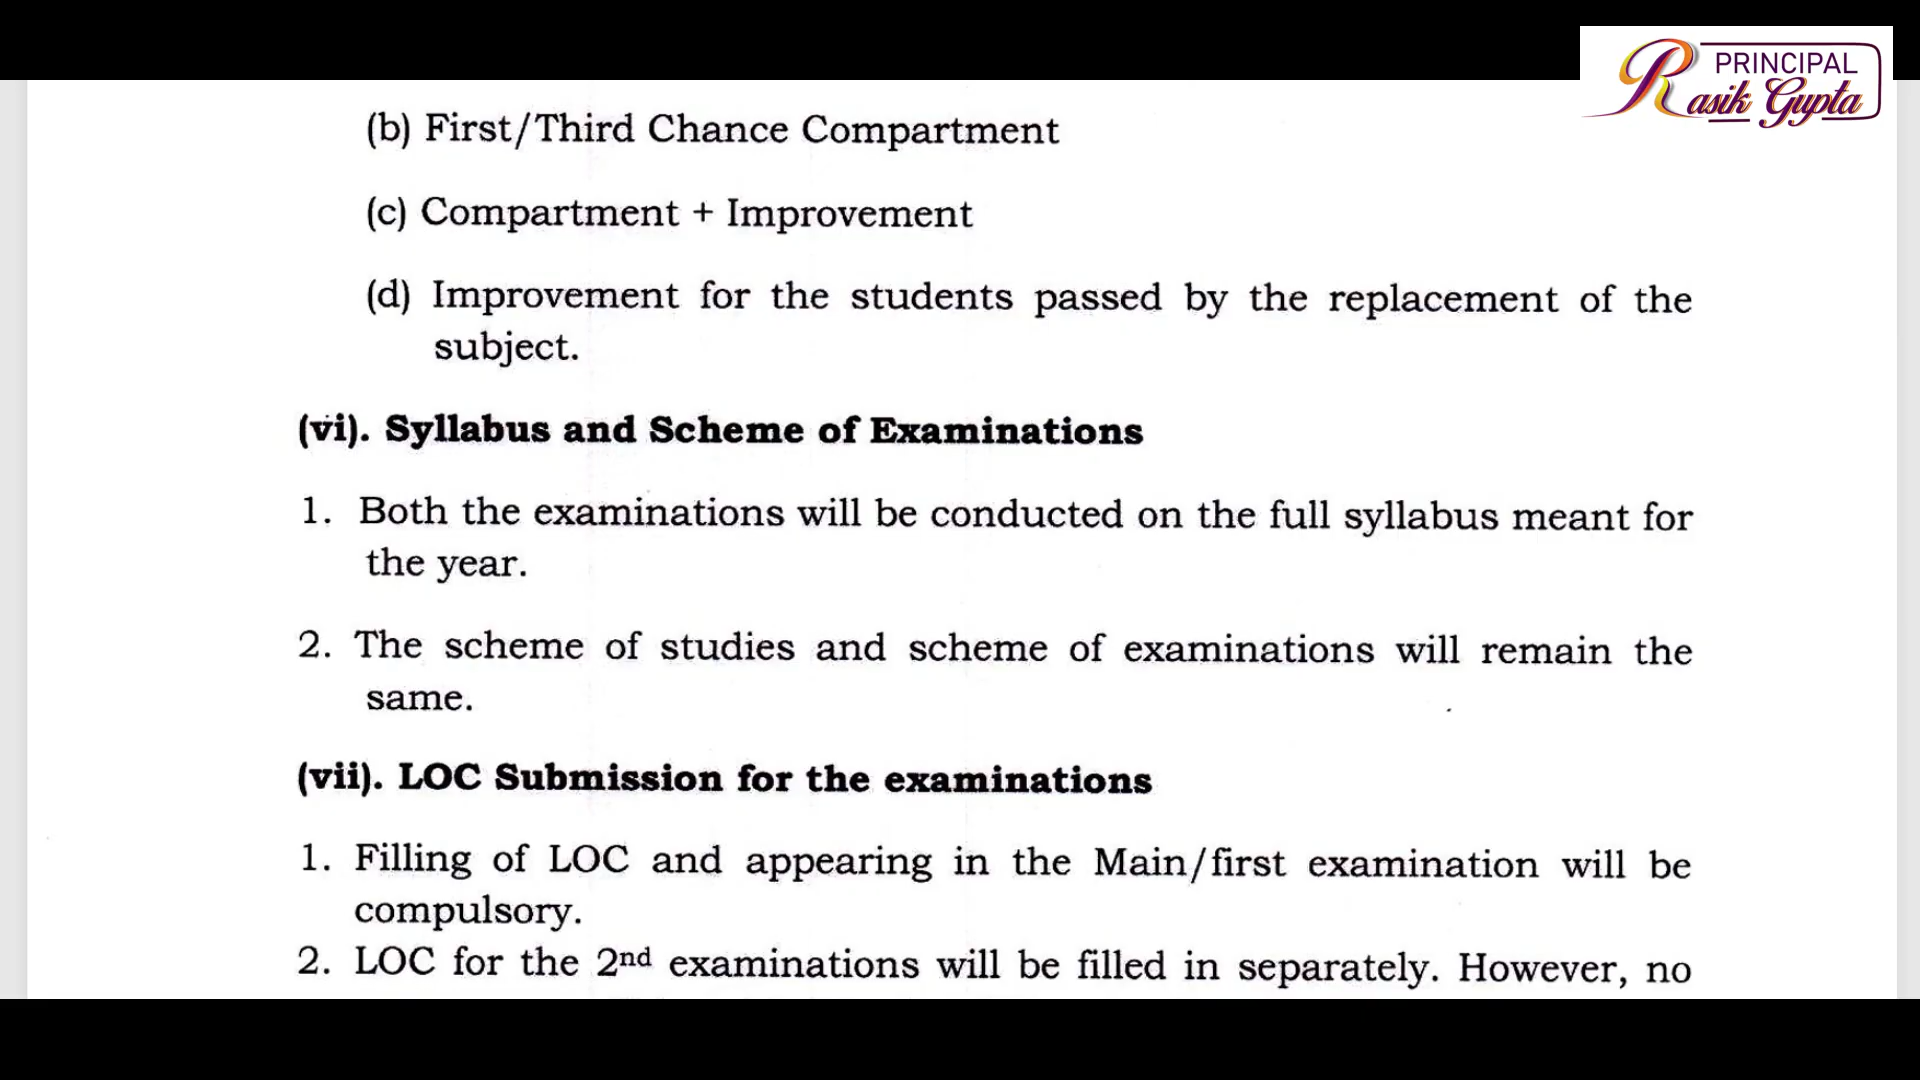 PRINCIPAL
Rasik Gupta
(b) First/Third Chance Compartment
(c) Compartment + Improvement
(d) Improvement for the students passed by the replacement of the
subject.
(vi). Syllabus and Scheme of Examinations
1. Both the examinations will be conducted on the full syllabus meant for
the year.
2. The scheme of studies and scheme of examinations will remain the
same.
(vii). LOC Submission for the examinations
1. Filling of LOC and appearing in the Main/first examination will be
compulsory.
2. LOC for the 2nd examinations will be filled in separately. However, no